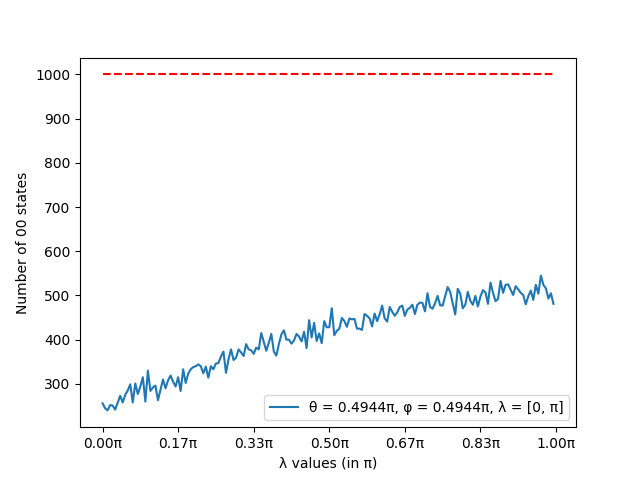 1000
900
800
700
600
500
400
300
Number of 00 states
θ = 0.4944π, φ = 0.4944π, λ = [0, π]
0.00π 0.17π 0.33π 0.50π 0.67π 0.83π 1.00π
λ values (in π)